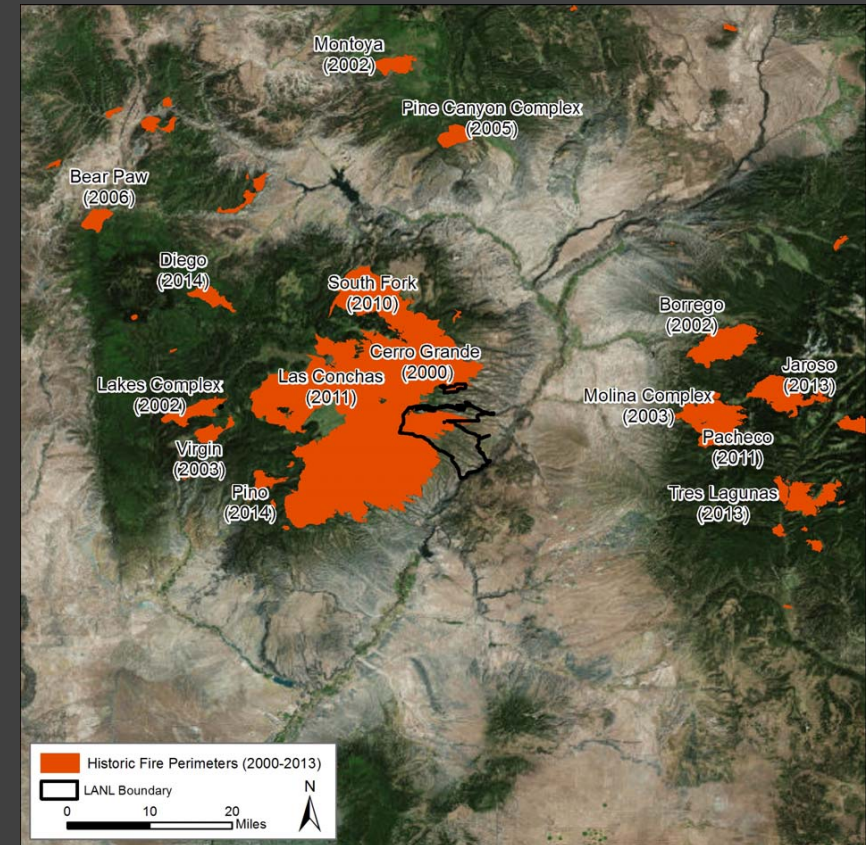 Montoya
(2002)
Pine Canyon Complex
(2005)
Bear Paw
(2006)
Diego
(2014)
South Fork
(2010)
Borrego
(2002)
Cerro Grande
(2000)
Las Conchas
(2011)
Jaroso
(2013)
Lakes Complex
(2002)
Molina Complex
(2003)
Virgin
(2003)
Pacheco
(2011)
Pino
(2014)
Tres Lagunas
(2013)
Historic Fire Perimeters (2000-2013)
LANL Boundary
N
0 10 20
Miles